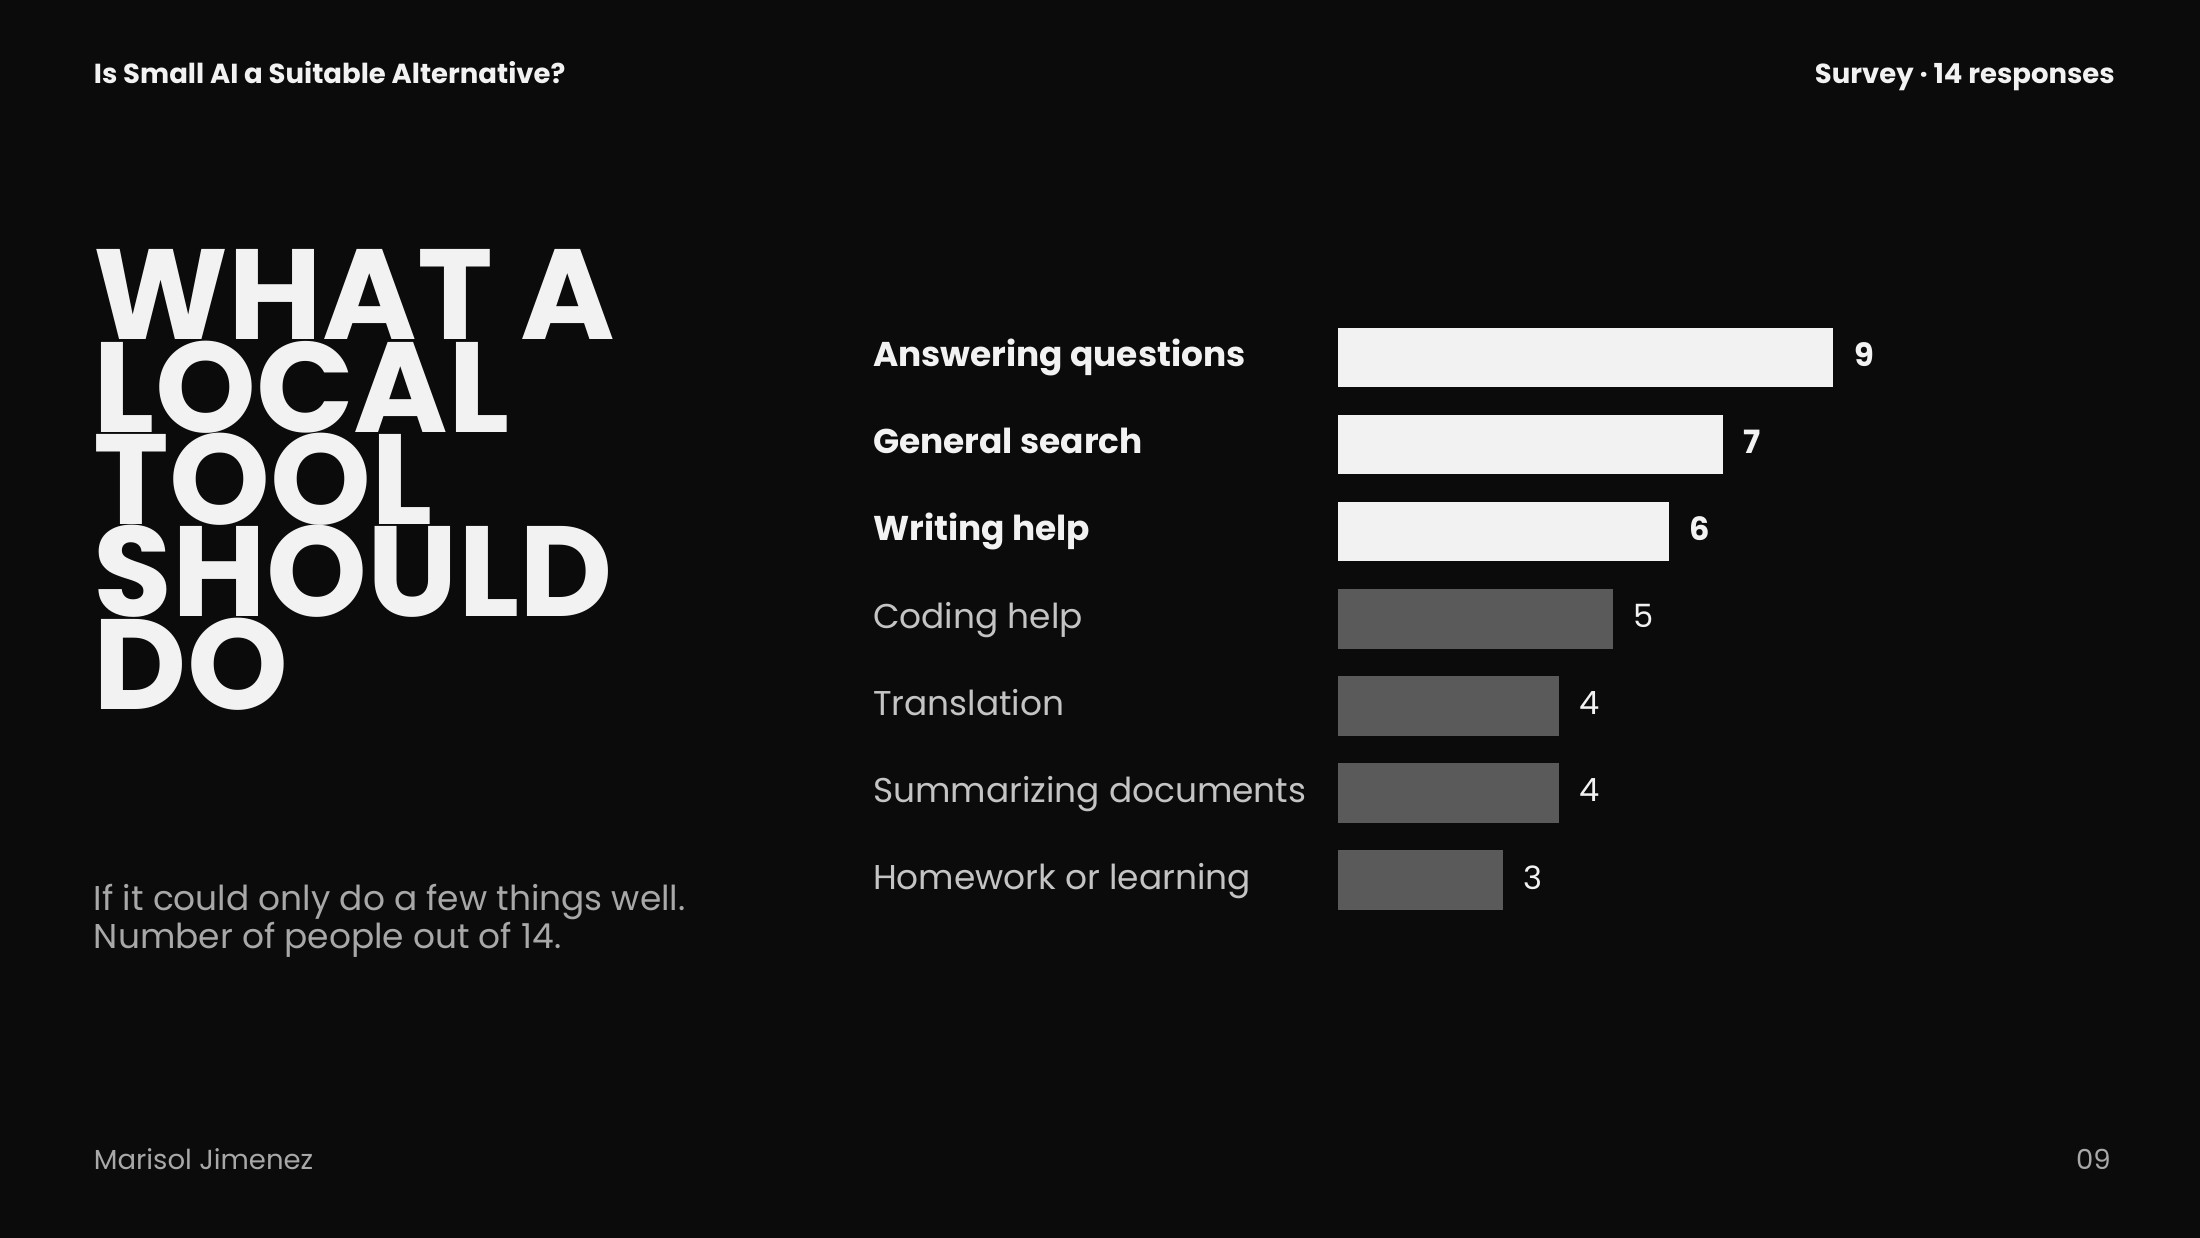 Is Small AI a Suitable Alternative?
Survey · 14 responses
WHAT A
LOCAL
TOOL
SHOULD
DO
If it could only do a few things well.
Number of people out of 14.
Answering questions 9
General search 7
Writing help 6
Coding help 5
Translation 4
Summarizing documents 4
Homework or learning 3
Marisol Jimenez
09